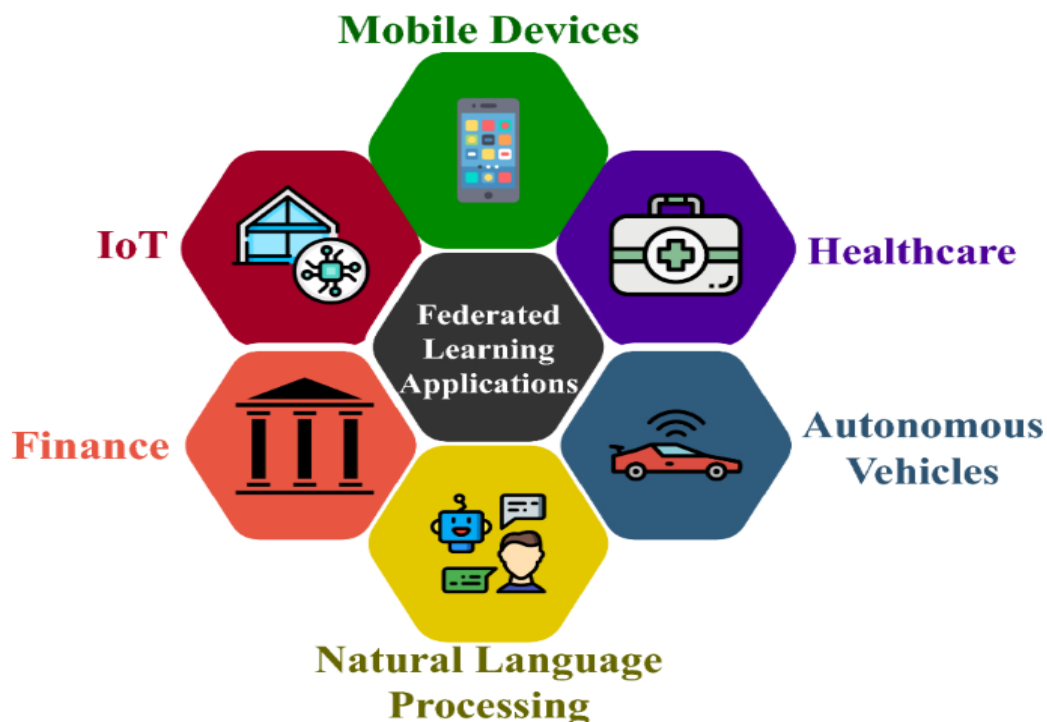 Mobile Devices
IoT
Healthcare
Federated
Learning
Applications
Finance
Autonomous
Vehicles
Natural Language
Processing